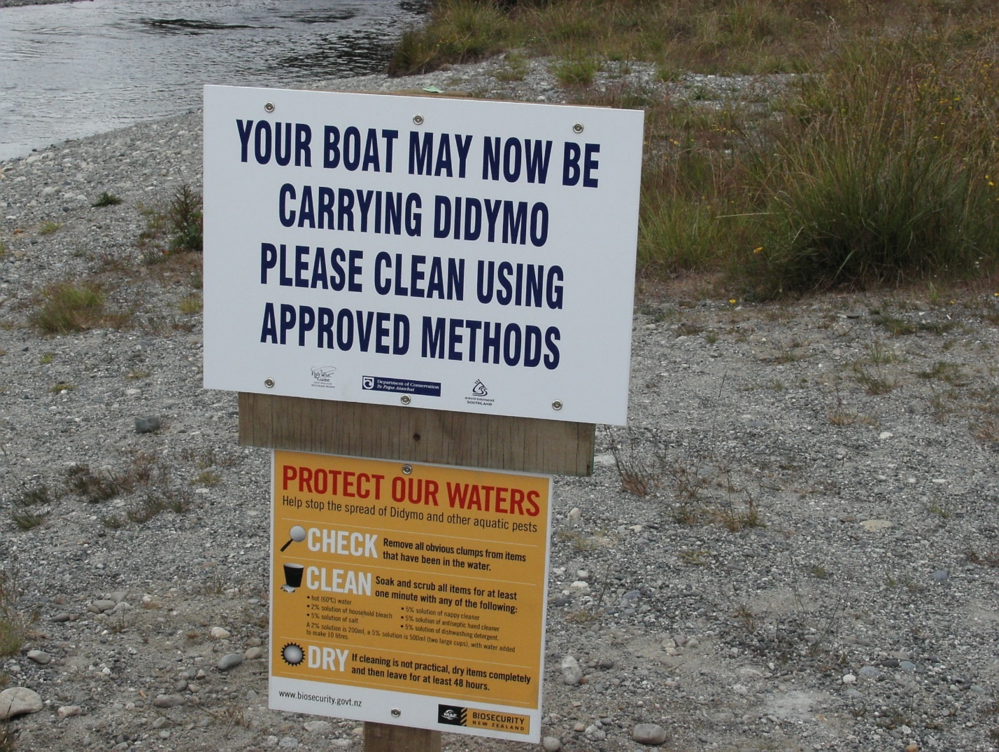 YOUR BOAT MAY NOW BE
CARRYING DIDYMO
PLEASE CLEAN USING
APPROVED METHODS
Fish
& Game
Department of Conservation
Te Papa Atawhai
environment
SOUTHLAND
PROTECT OUR WATERS
Help stop the spread of Didymo and other aquatic pests
CHECK
Remove all obvious clumps from items
that have been in the water.
CLEAN
Soak and scrub all items for at least
one minute with any of the following:
• hot (60°C) water
• 2% solution of household bleach
• 5% solution of salt
• 5% solution of nappy cleaner
• 5% solution of antiseptic hand cleaner
• 5% solution of dishwashing detergent.
A 2% solution is 200ml, a 5% solution is 500ml (two large cups), with water added
to make 10 litres.
DRY
If cleaning is not practical, dry items completely
and then leave for at least 48 hours.
www.biosecurity.govt.nz
MAF
BIOSECURITY
NEW ZEALAND